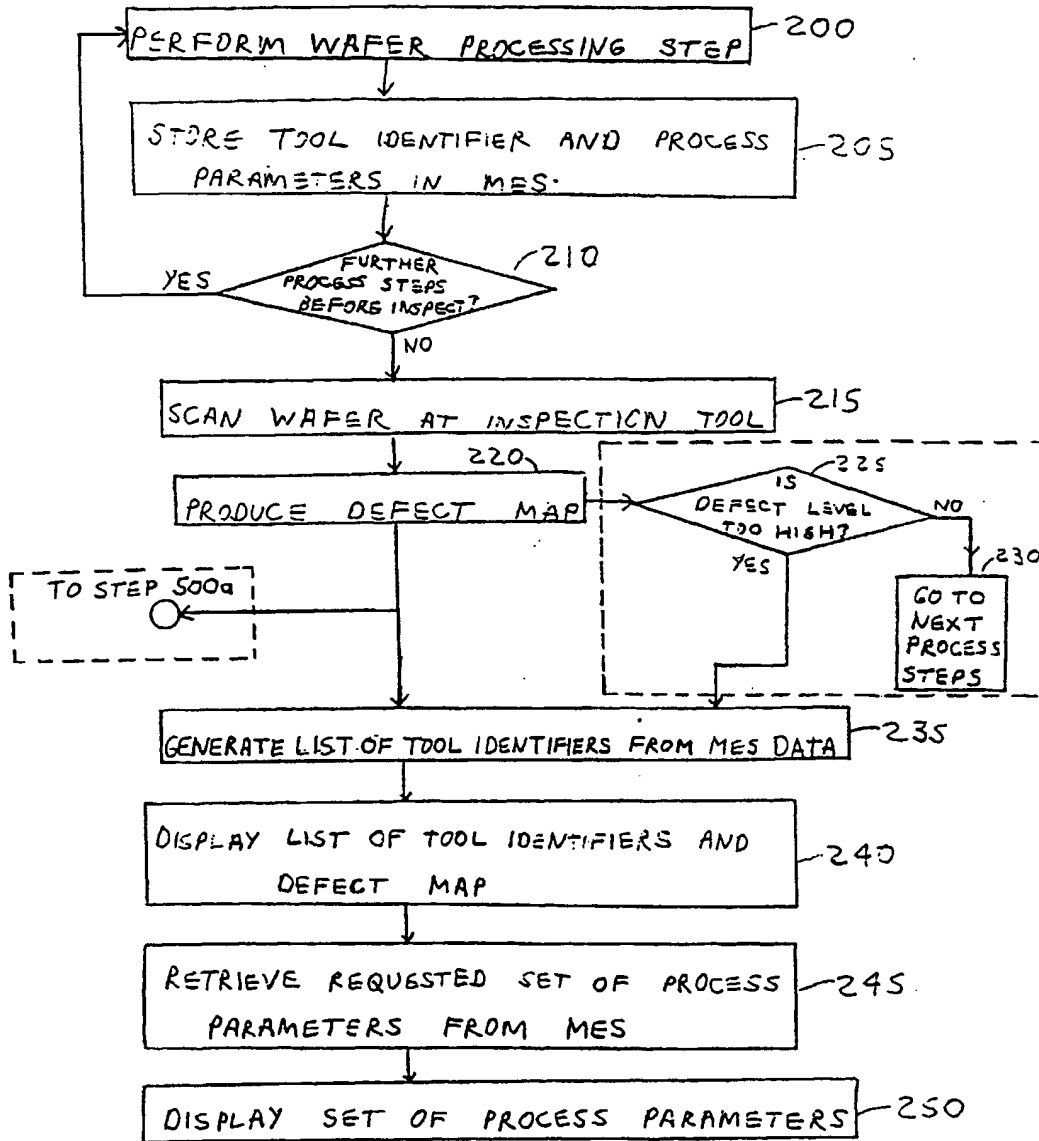 PERFORM WAFER PROCESSING STEP
200
STORE TOOL IDENTIFIER AND PROCESS
PARAMETERS IN MES.
205
210
YES
FURTHER
PROCESS STEPS
BEFORE INSPECT?
NO
SCAN WAFER AT INSPECTION TOOL
215
220
PRODUCE DEFECT MAP
225
IS
DEFECT LEVEL
TOO HIGH?
NO
YES
230
GO TO
NEXT
PROCESS
STEPS
TO STEP 500a
GENERATE LIST OF TOOL IDENTIFIERS FROM MES DATA
235
DISPLAY LIST OF TOOL IDENTIFIERS AND
DEFECT MAP
240
RETRIEVE REQUESTED SET OF PROCESS
PARAMETERS FROM MES
245
DISPLAY SET OF PROCESS PARAMETERS
250